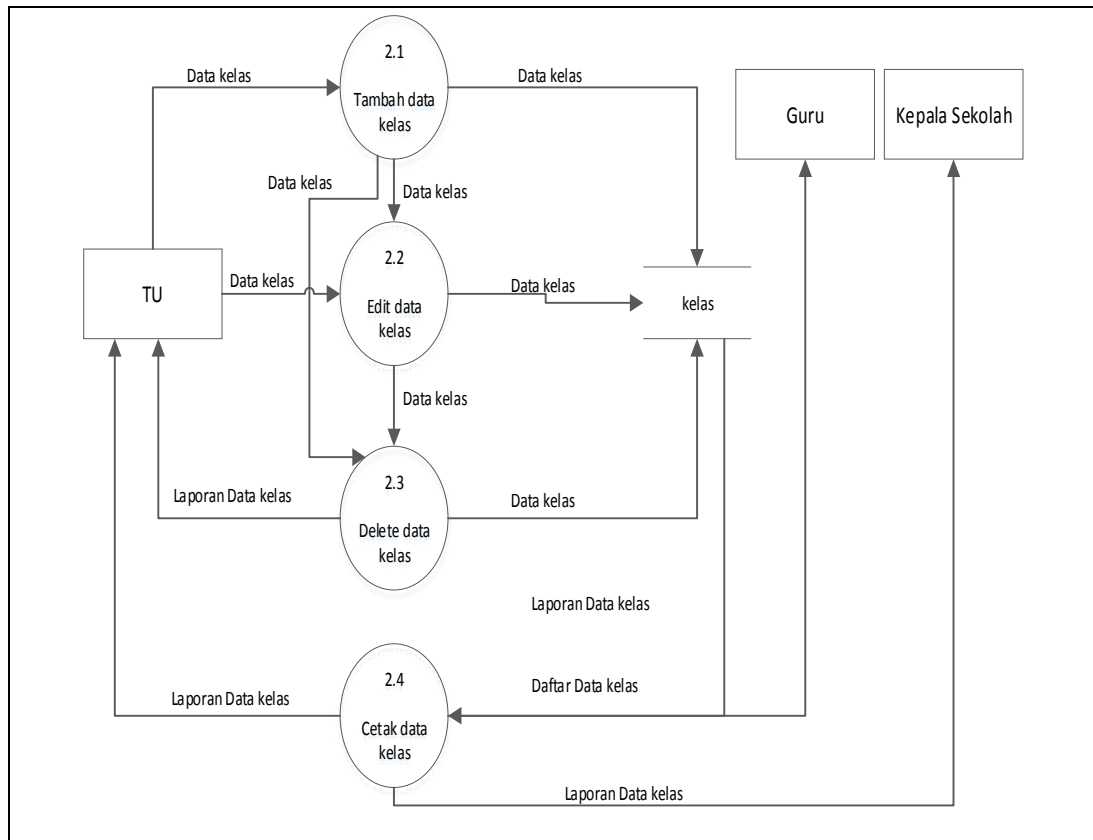 2.1
Tambah data
kelas
Data kelas
Data kelas
Guru
Kepala Sekolah
Data kelas
Data kelas
TU
Data kelas
2.2
Edit data
kelas
Data kelas
kelas
Data kelas
Laporan Data kelas
2.3
Delete data
kelas
Data kelas
Laporan Data kelas
Laporan Data kelas
2.4
Cetak data
kelas
Daftar Data kelas
Laporan Data kelas